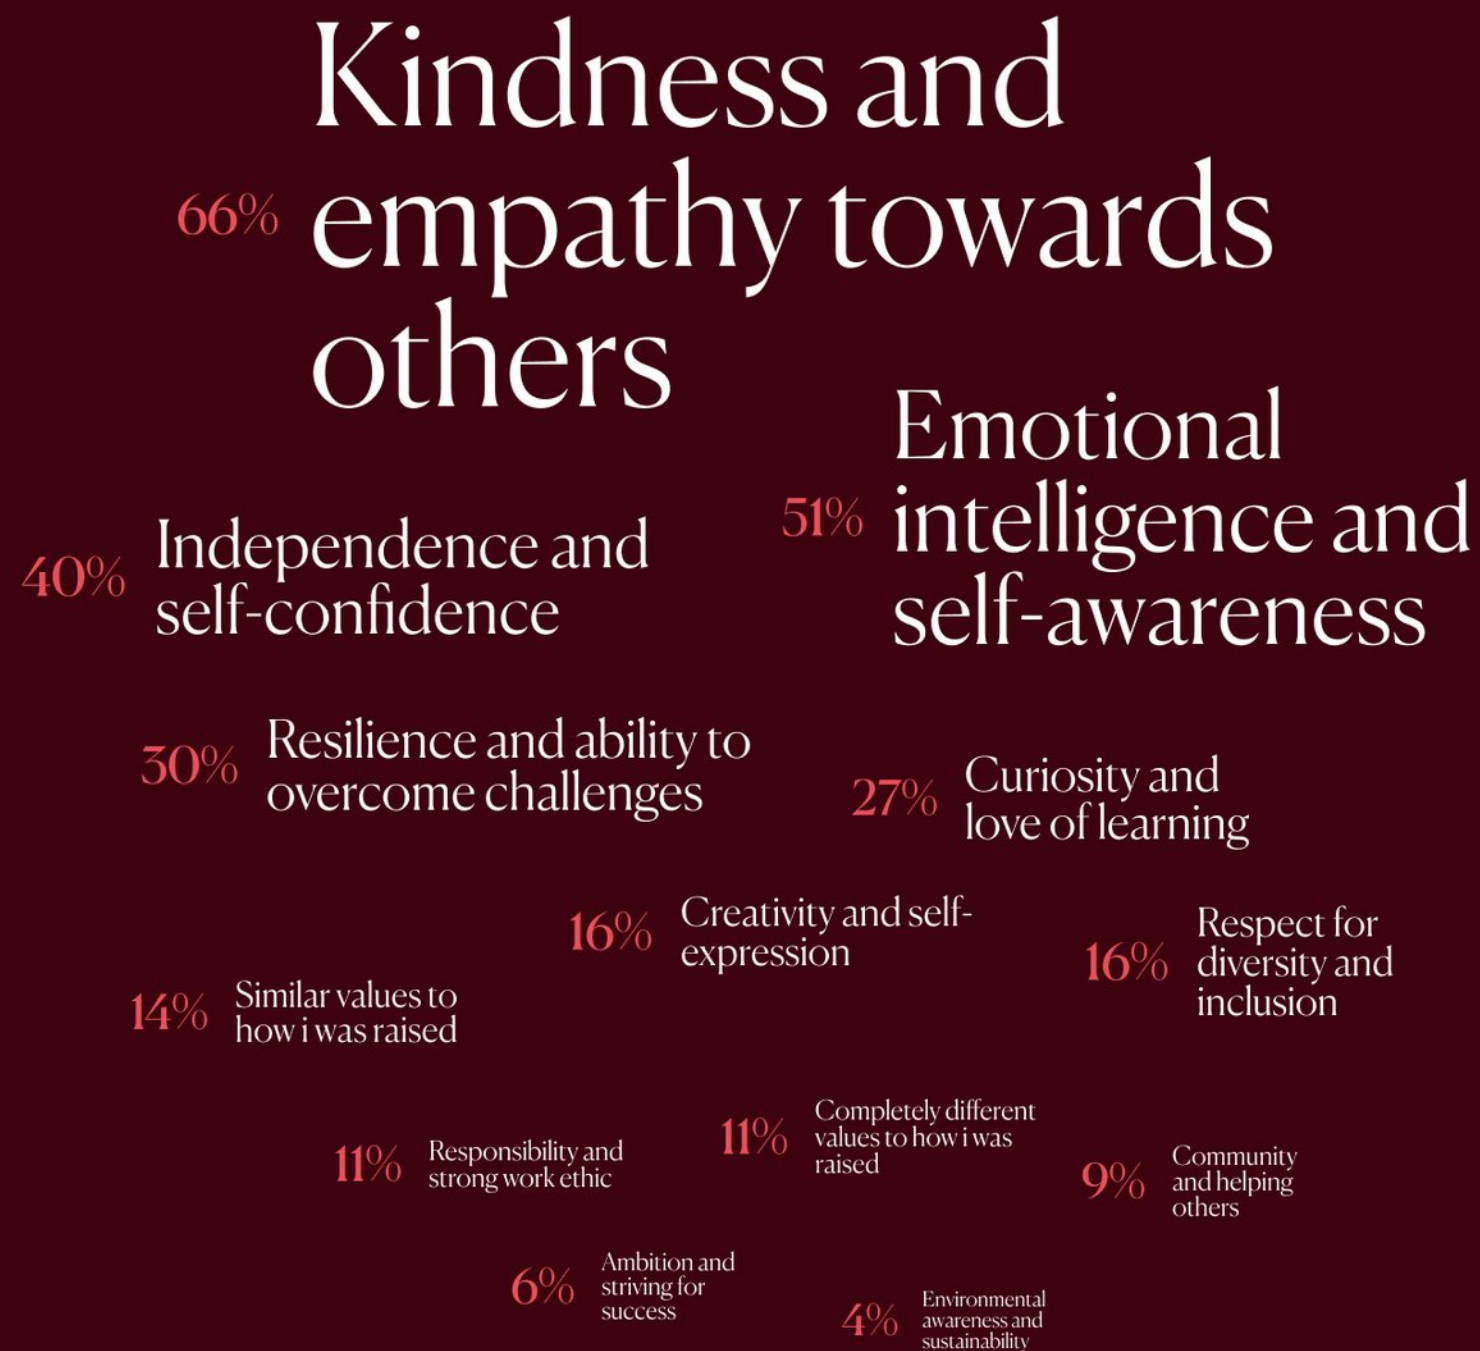 Kindness and
66% empathy towards
others
Emotional
51% intelligence and
self-awareness
40%
Independence and
self-confidence
30%
Resilience and ability to
overcome challenges
27%
Curiosity and
love of learning
16%
Creativity and self-
expression
16%
Respect for
diversity and
inclusion
14%
Similar values to
how i was raised
11%
Completely different
values to how i was
raised
11%
Responsibility and
strong work ethic
9%
Community
and helping
others
6%
Ambition and
striving for
success
4%
Environmental
awareness and
sustainability